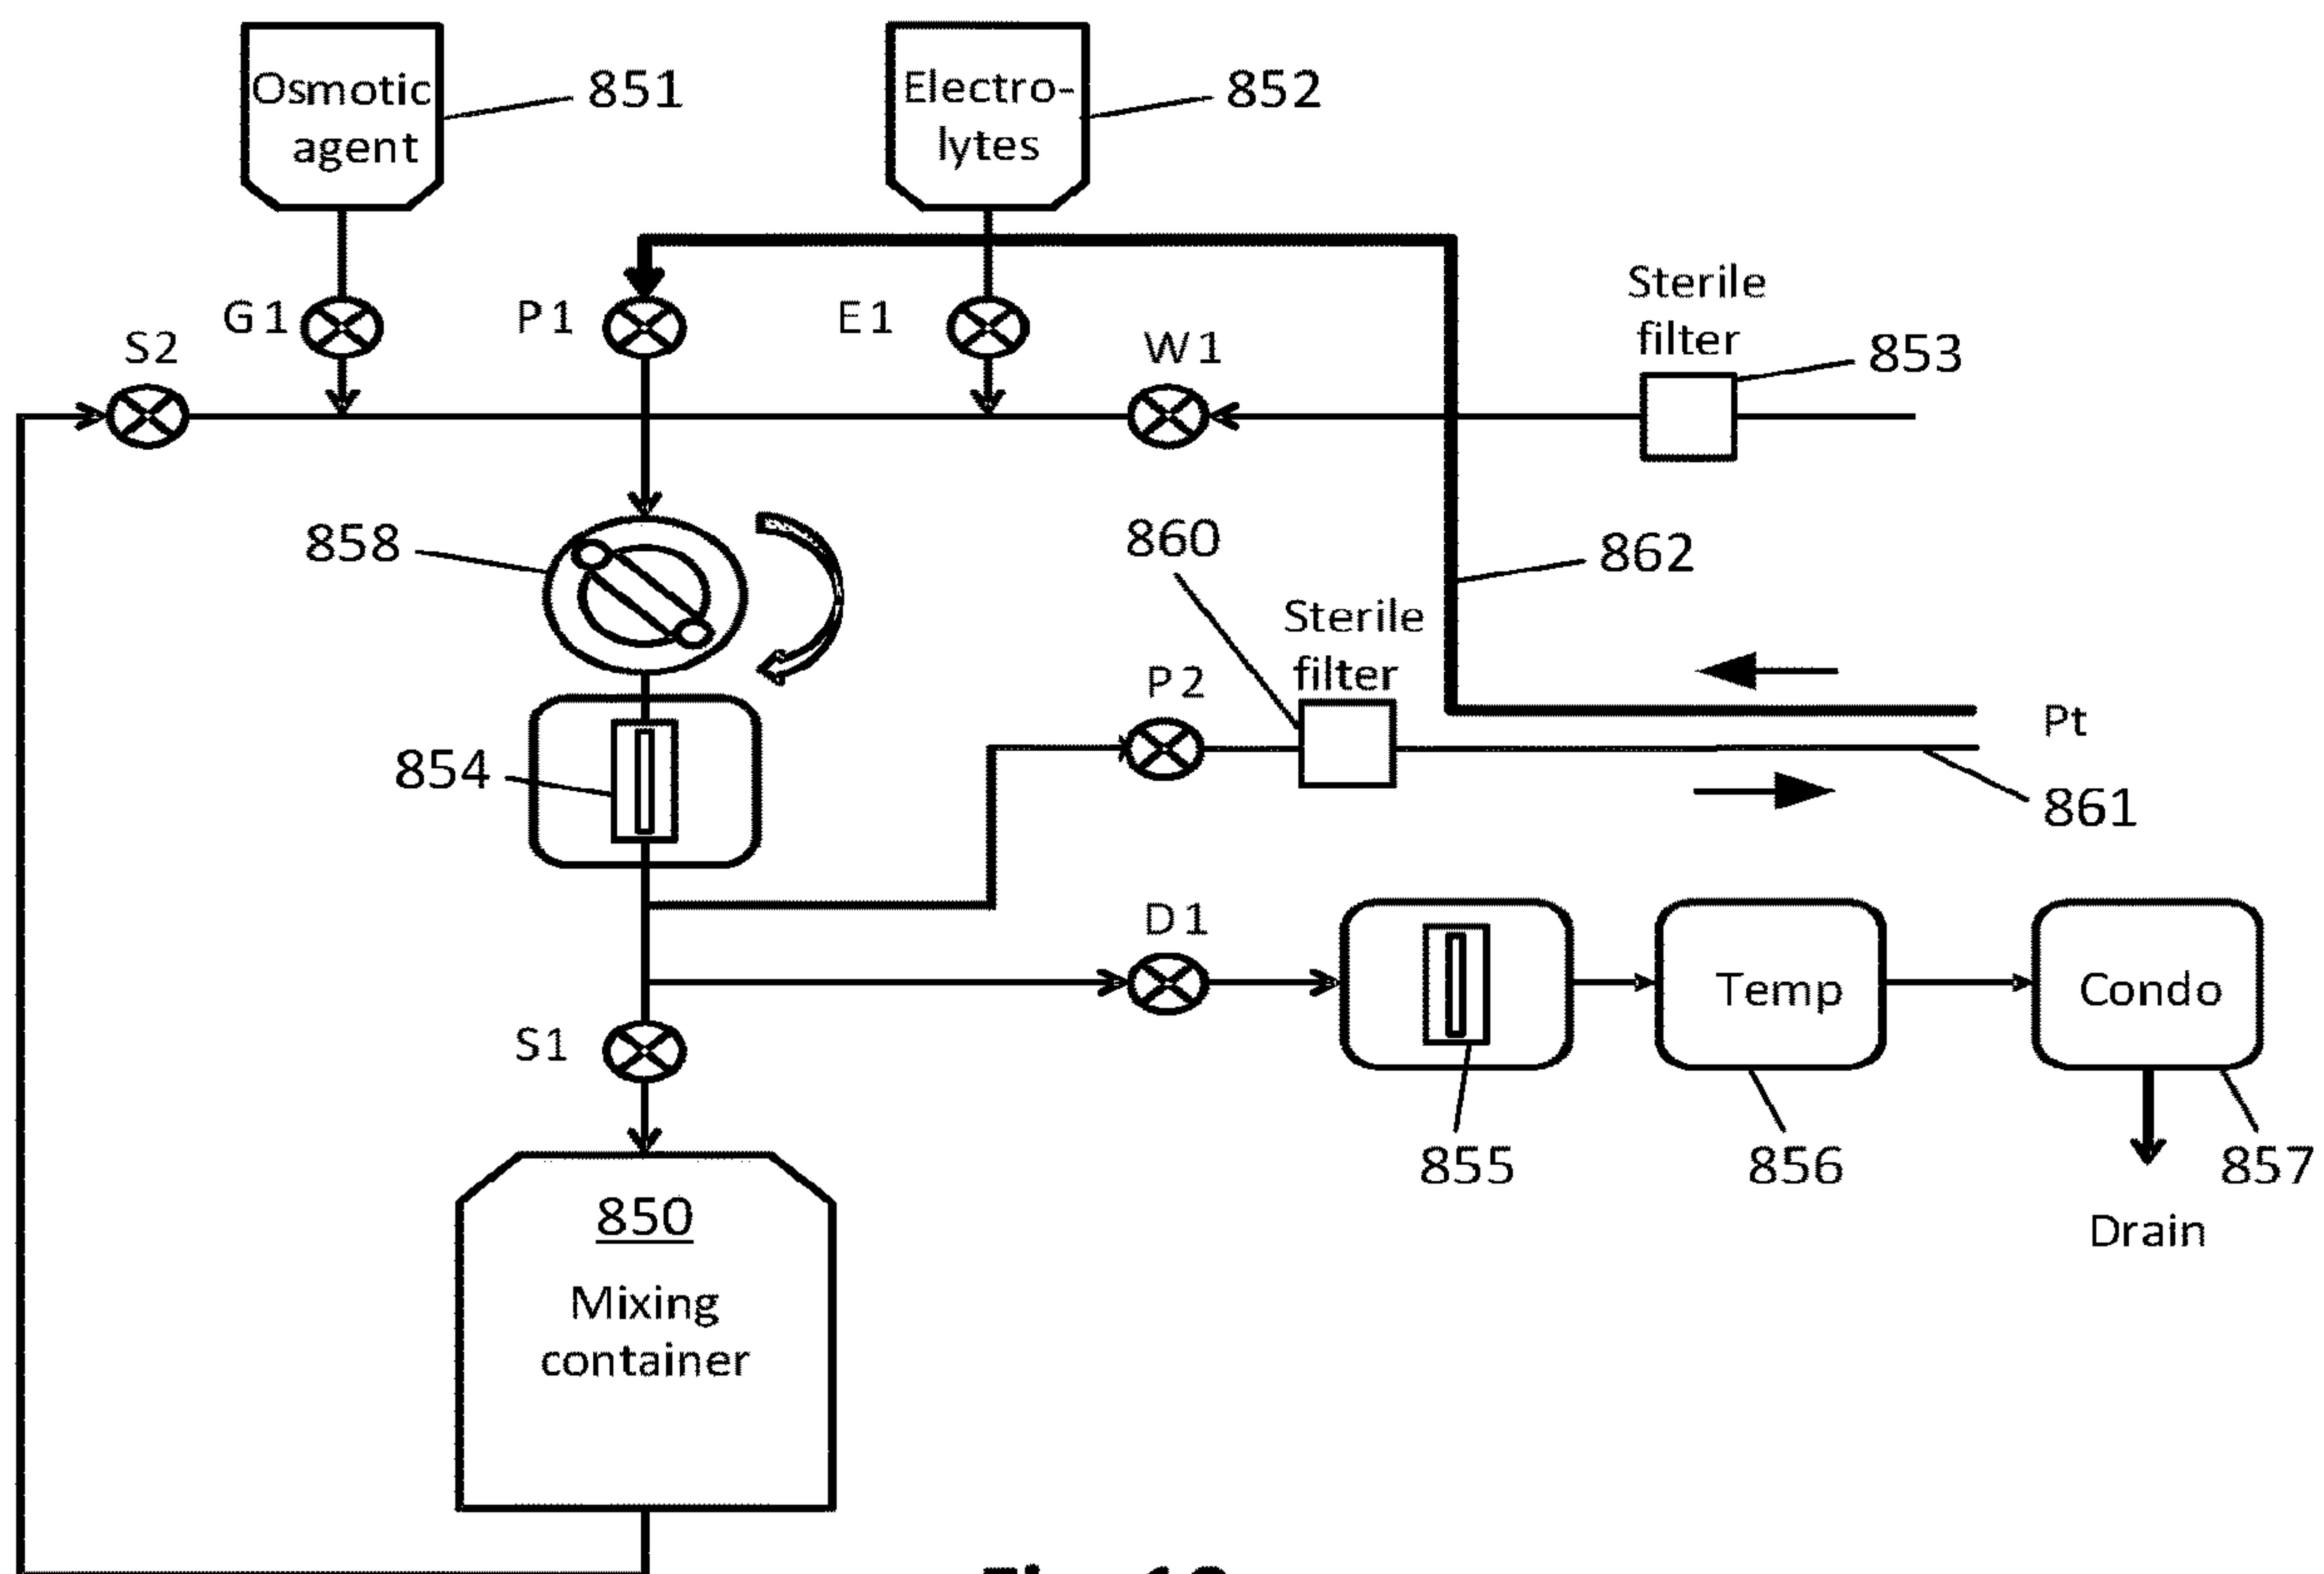 Osmotic
agent
851
Electro-
lytes
852
Sterile
filter
853
S2
G1
P1
E1
W1
858
860
862
Sterile
filter
P2
Pt
854
861
D1
Temp
Condo
S1
855
856
857
850
Drain
Mixing
container